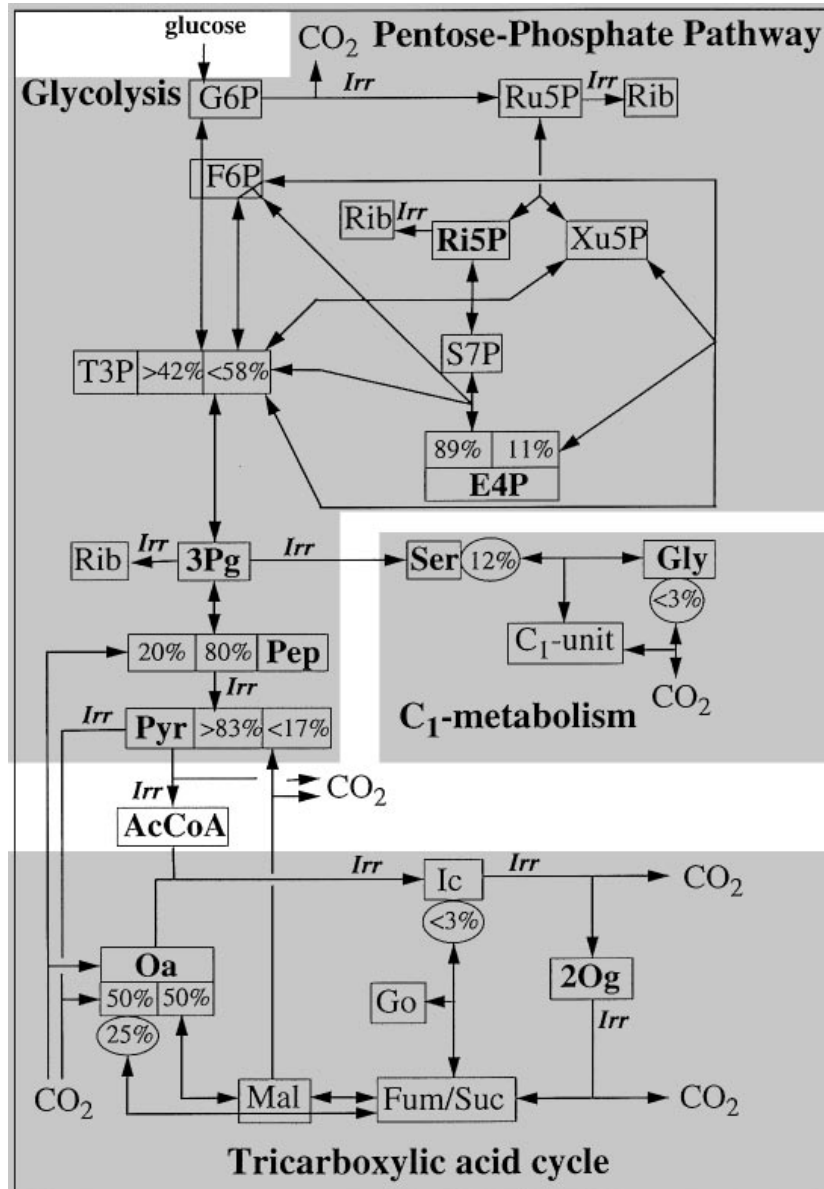 glucose
CO2 Pentose-Phosphate Pathway
Glycolysis G6P Irr Ru5P Irr Rib
F6P
Rib Irr Ri5P Xu5P
S7P
T3P >42% <58%
89% 11%
E4P
Rib Irr 3Pg Irr Ser 12% Gly
<3%
20% 80% Pep C1-unit
Irr CO2
Irr Pyr >83% <17% C1-metabolism
CO2
Irr
AcCoA
Irr Ic Irr CO2
<3%
Oa 2Og
50% 50% Go
25% Irr
CO2 Mal Fum/Suc CO2
Tricarboxylic acid cycle